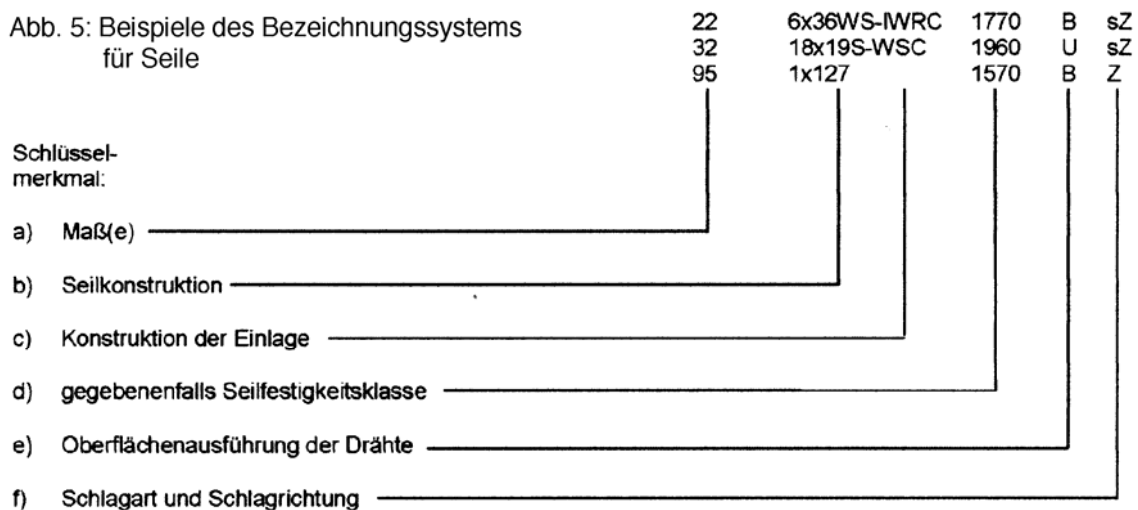 Abb. 5: Beispiele des Bezeichnungssystems
für Seile
22 6x36WS-IWRC 1770 B sZ
32 18x19S-WSC 1960 U sZ
95 1x127 1570 B Z
Schlüssel-
merkmal:
a) Maß(e)
b) Seilkonstruktion
c) Konstruktion der Einlage
d) gegebenenfalls Seilfestigkeitsklasse
e) Oberflächenausführung der Drähte
f) Schlagart und Schlagrichtung